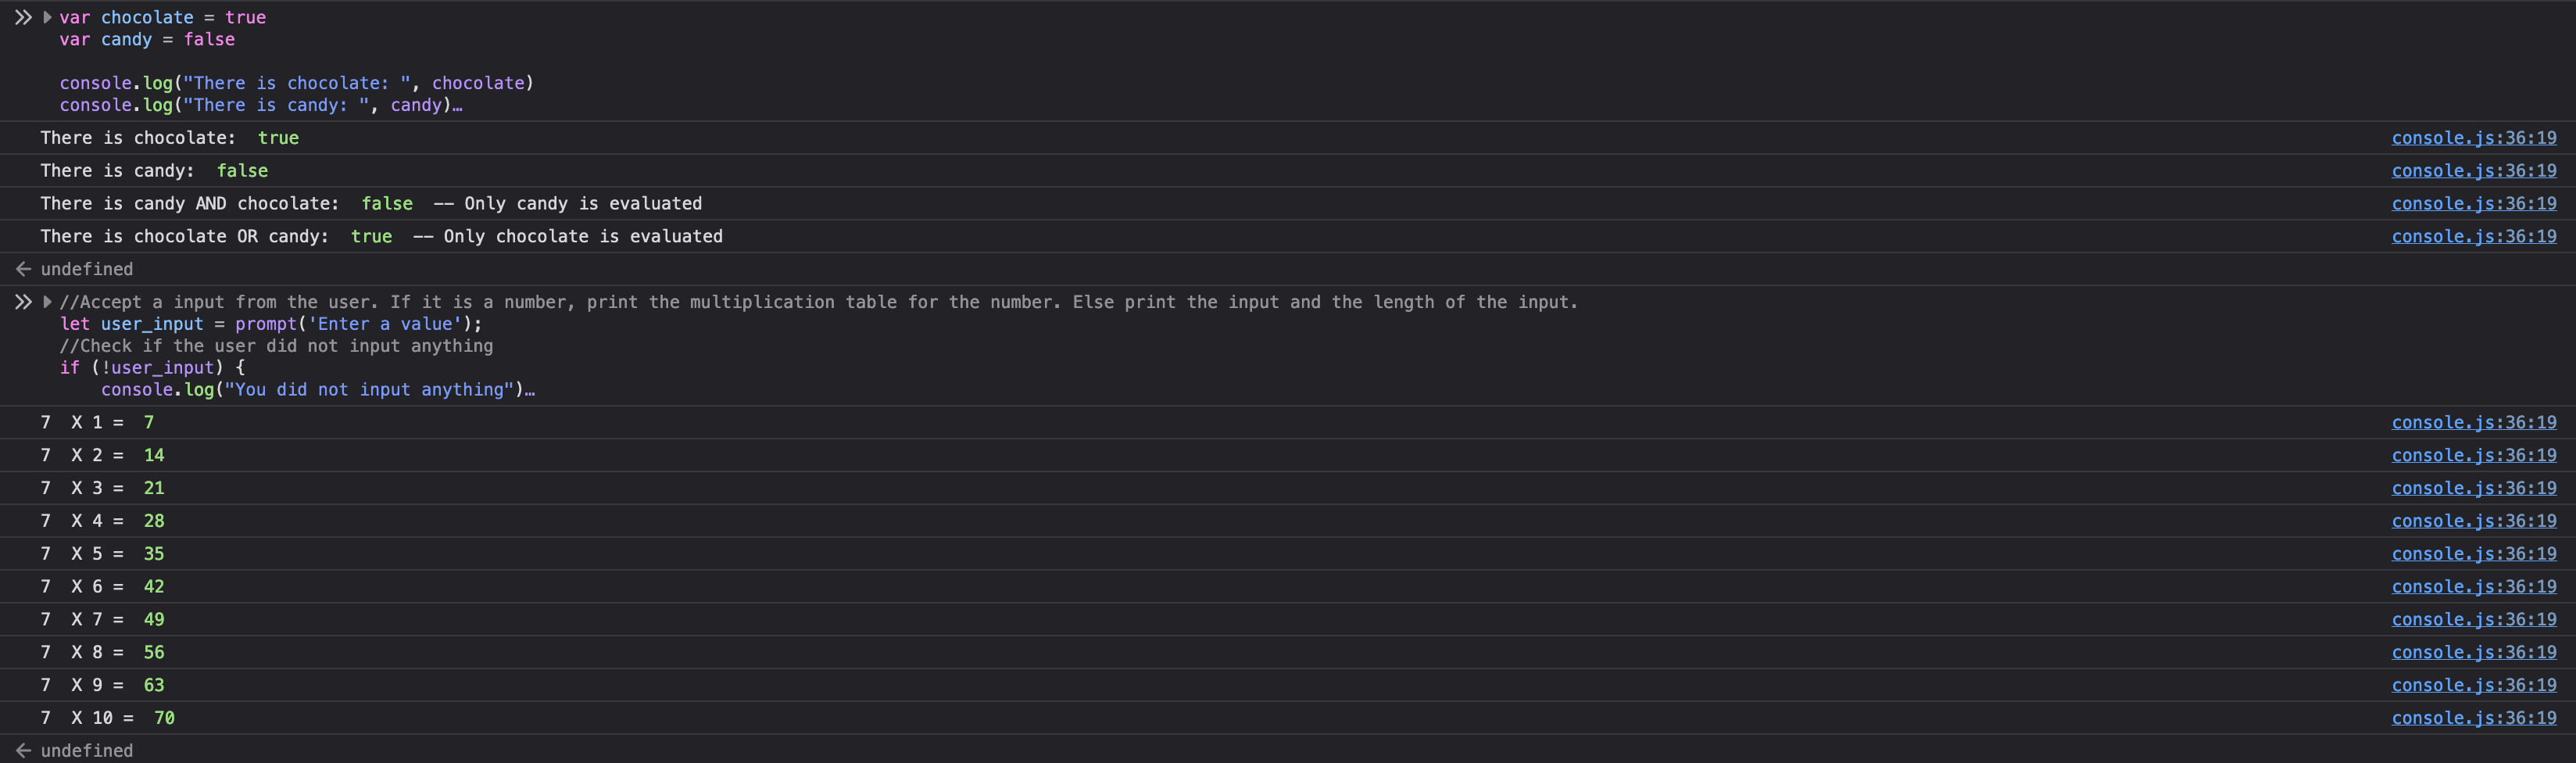 var chocolate = true
var candy = false
console.log("There is chocolate: ", chocolate)
console.log("There is candy: ", candy)…
There is chocolate:  true console.js:36:19
There is candy:  false console.js:36:19
There is candy AND chocolate:  false  -- Only candy is evaluated console.js:36:19
There is chocolate OR candy:  true  -- Only chocolate is evaluated console.js:36:19
undefined
//Accept a input from the user. If it is a number, print the multiplication table for the number. Else print the input and the length of the input.
let user_input = prompt('Enter a value');
//Check if the user did not input anything
if (!user_input) {
    console.log("You did not input anything")…
7  X 1 =  7 console.js:36:19
7  X 2 =  14 console.js:36:19
7  X 3 =  21 console.js:36:19
7  X 4 =  28 console.js:36:19
7  X 5 =  35 console.js:36:19
7  X 6 =  42 console.js:36:19
7  X 7 =  49 console.js:36:19
7  X 8 =  56 console.js:36:19
7  X 9 =  63 console.js:36:19
7  X 10 =  70 console.js:36:19
undefined